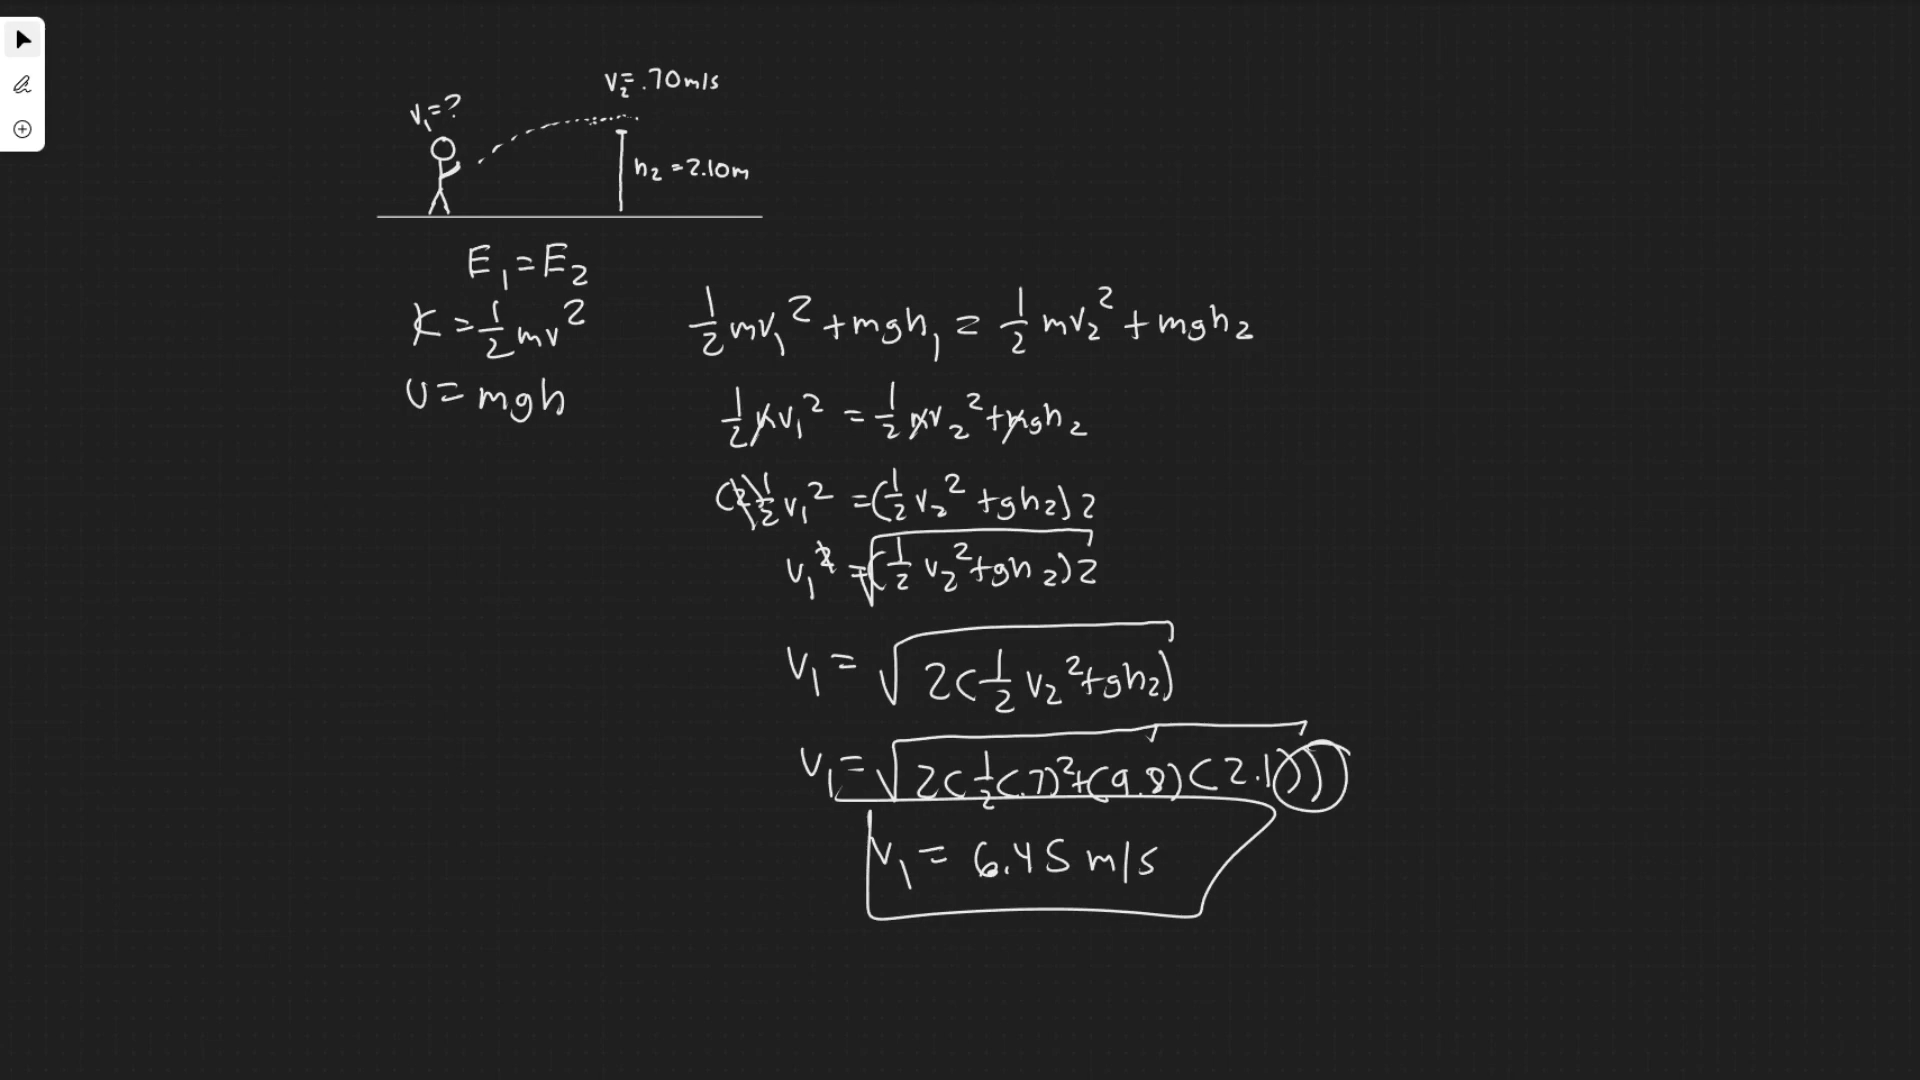 v₁=?
v₂=.70m/s
h₂=2.10m
E₁=E₂
K=1/2mv²
U=mgh
1/2mv₁²+mgh₁=1/2mv₂²+mgh₂
1/2mv₁²=1/2mv₂²+mgh₂
(2)1/2v₁²=(1/2v₂²+gh₂)2
v₁²=√(1/2v₂²+gh₂)2
v₁=√2(1/2v₂²+gh₂)
v₁=√2(1/2(.7)²+(9.8)(2.1)))
v₁=6.45m/s